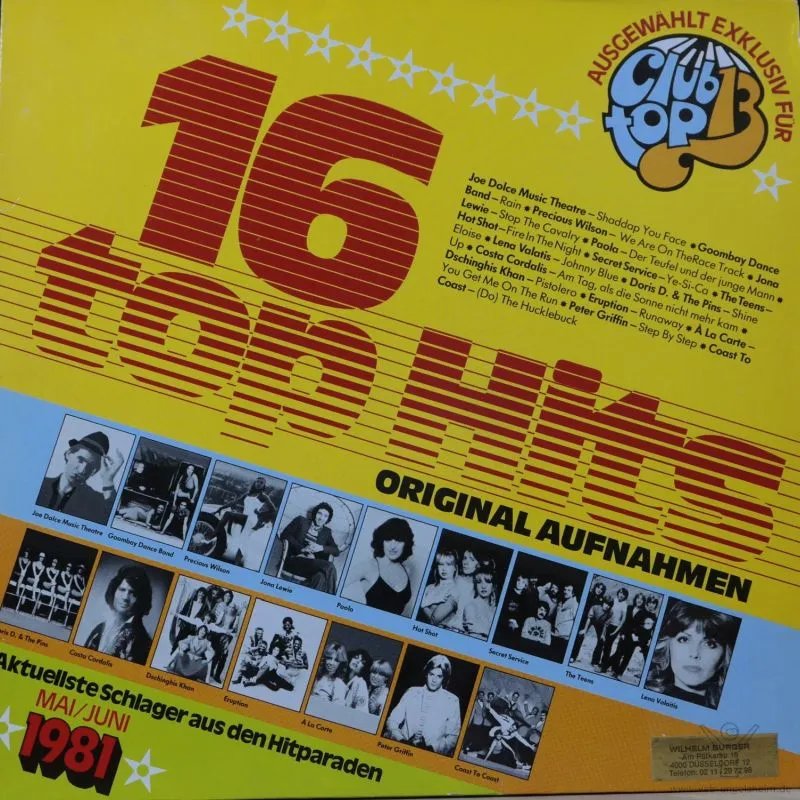 AUSGEWÄHLT EXKLUSIV FÜR
Club
top 13
16
top Hits
Joe Dolce Music Theatre – Shaddap You Face ● Goombay Dance
Band – Rain ● Precious Wilson – We Are On TheRace Track ● Jona
Lewie – Stop The Cavalry ● Paola – Der Teufel und der junge Mann ●
Hot Shot – Fire In The Night ● Secret Service – Ye-Si-Ca ● The Teens –
Eloise ● Lena Valaitis – Johnny Blue ● Doris D. & The Pins – Shine
Up ● Costa Cordalis – Am Tag, als die Sonne nicht mehr kam ●
Dschinghis Khan – Pistolero ● Eruption – Runaway ● À La Carte –
You Get Me On The Run ● Peter Griffin – Step By Step ● Coast To
Coast – (Do) The Hucklebuck
ORIGINAL AUFNAHMEN
Joe Dolce Music Theatre
Goombay Dance Band
Precious Wilson
Jona Lewie
Paola
Hot Shot
Secret Service
The Teens
Lena Valaitis
Doris D. & The Pins
Costa Cordalis
Dschinghis Khan
Eruption
À La Carte
Peter Griffin
Coast To Coast
Aktuellste Schlager aus den Hitparaden
MAI/JUNI
1981
WILHELM BURGER
4000 DÜSSELDORF 12